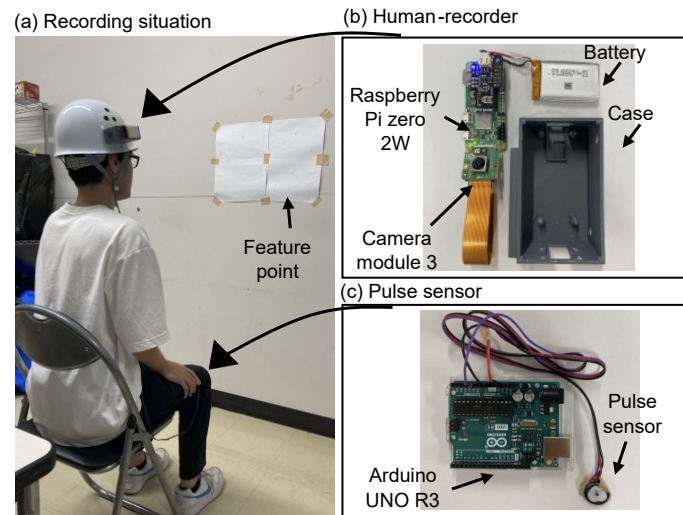 (a) Recording situation
Feature
point
(b) Human-recorder
Battery
Raspberry
Pi zero
2W
Case
Camera
module 3
(c) Pulse sensor
Pulse
sensor
Arduino
UNO R3